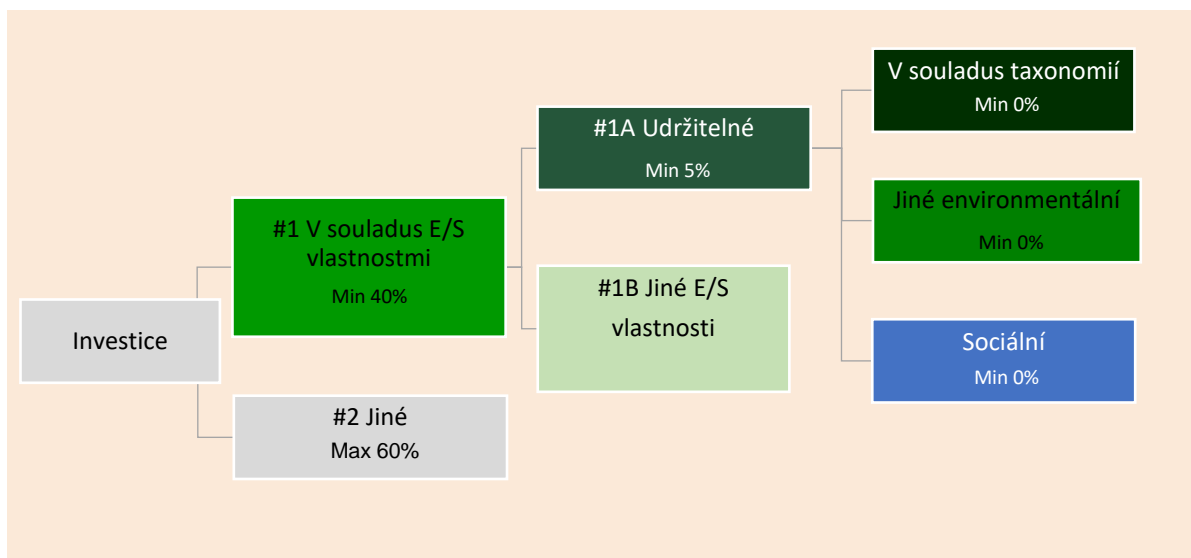 Investice
#1 V souladus E/S
vlastnostmi
Min 40%
#2 Jiné
Max 60%
#1A Udržitelné
Min 5%
#1B Jiné E/S
vlastnosti
V souladus taxonomií
Min 0%
Jiné environmentální
Min 0%
Sociální
Min 0%